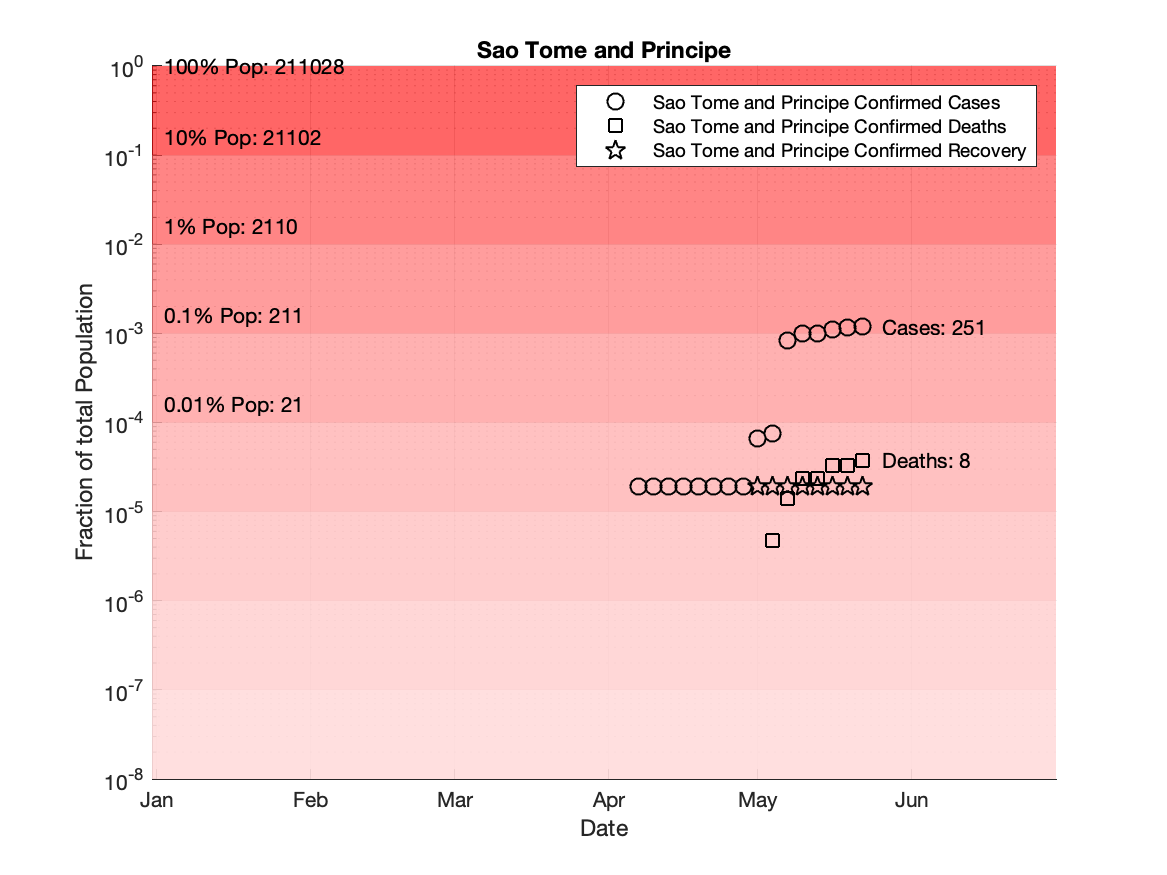 Sao Tome and Principe
10^0
100% Pop: 211028
Sao Tome and Principe Confirmed Cases
Sao Tome and Principe Confirmed Deaths
10% Pop: 21102
Sao Tome and Principe Confirmed Recovery
10^-1
1% Pop: 2110
10^-2
0.1% Pop: 211
Cases: 251
10^-3
0.01% Pop: 21
10^-4
Deaths: 8
10^-5
10^-6
10^-7
10^-8
Fraction of total Population
Jan Feb Mar Apr May Jun
Date